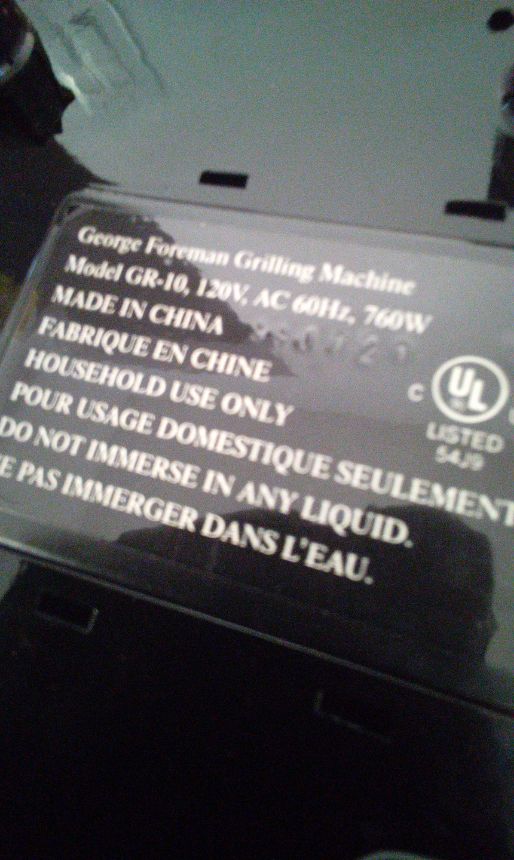 George Foreman Grilling Machine
Model GR-10, 120V, AC 60Hz, 760W
MADE IN CHINA
FABRIQUE EN CHINE
HOUSEHOLD USE ONLY
POUR USAGE DOMESTIQUE SEULEMENT
DO NOT IMMERSE IN ANY LIQUID.
PAS IMMERGER DANS L'EAU.
C UL
LISTED
54J9